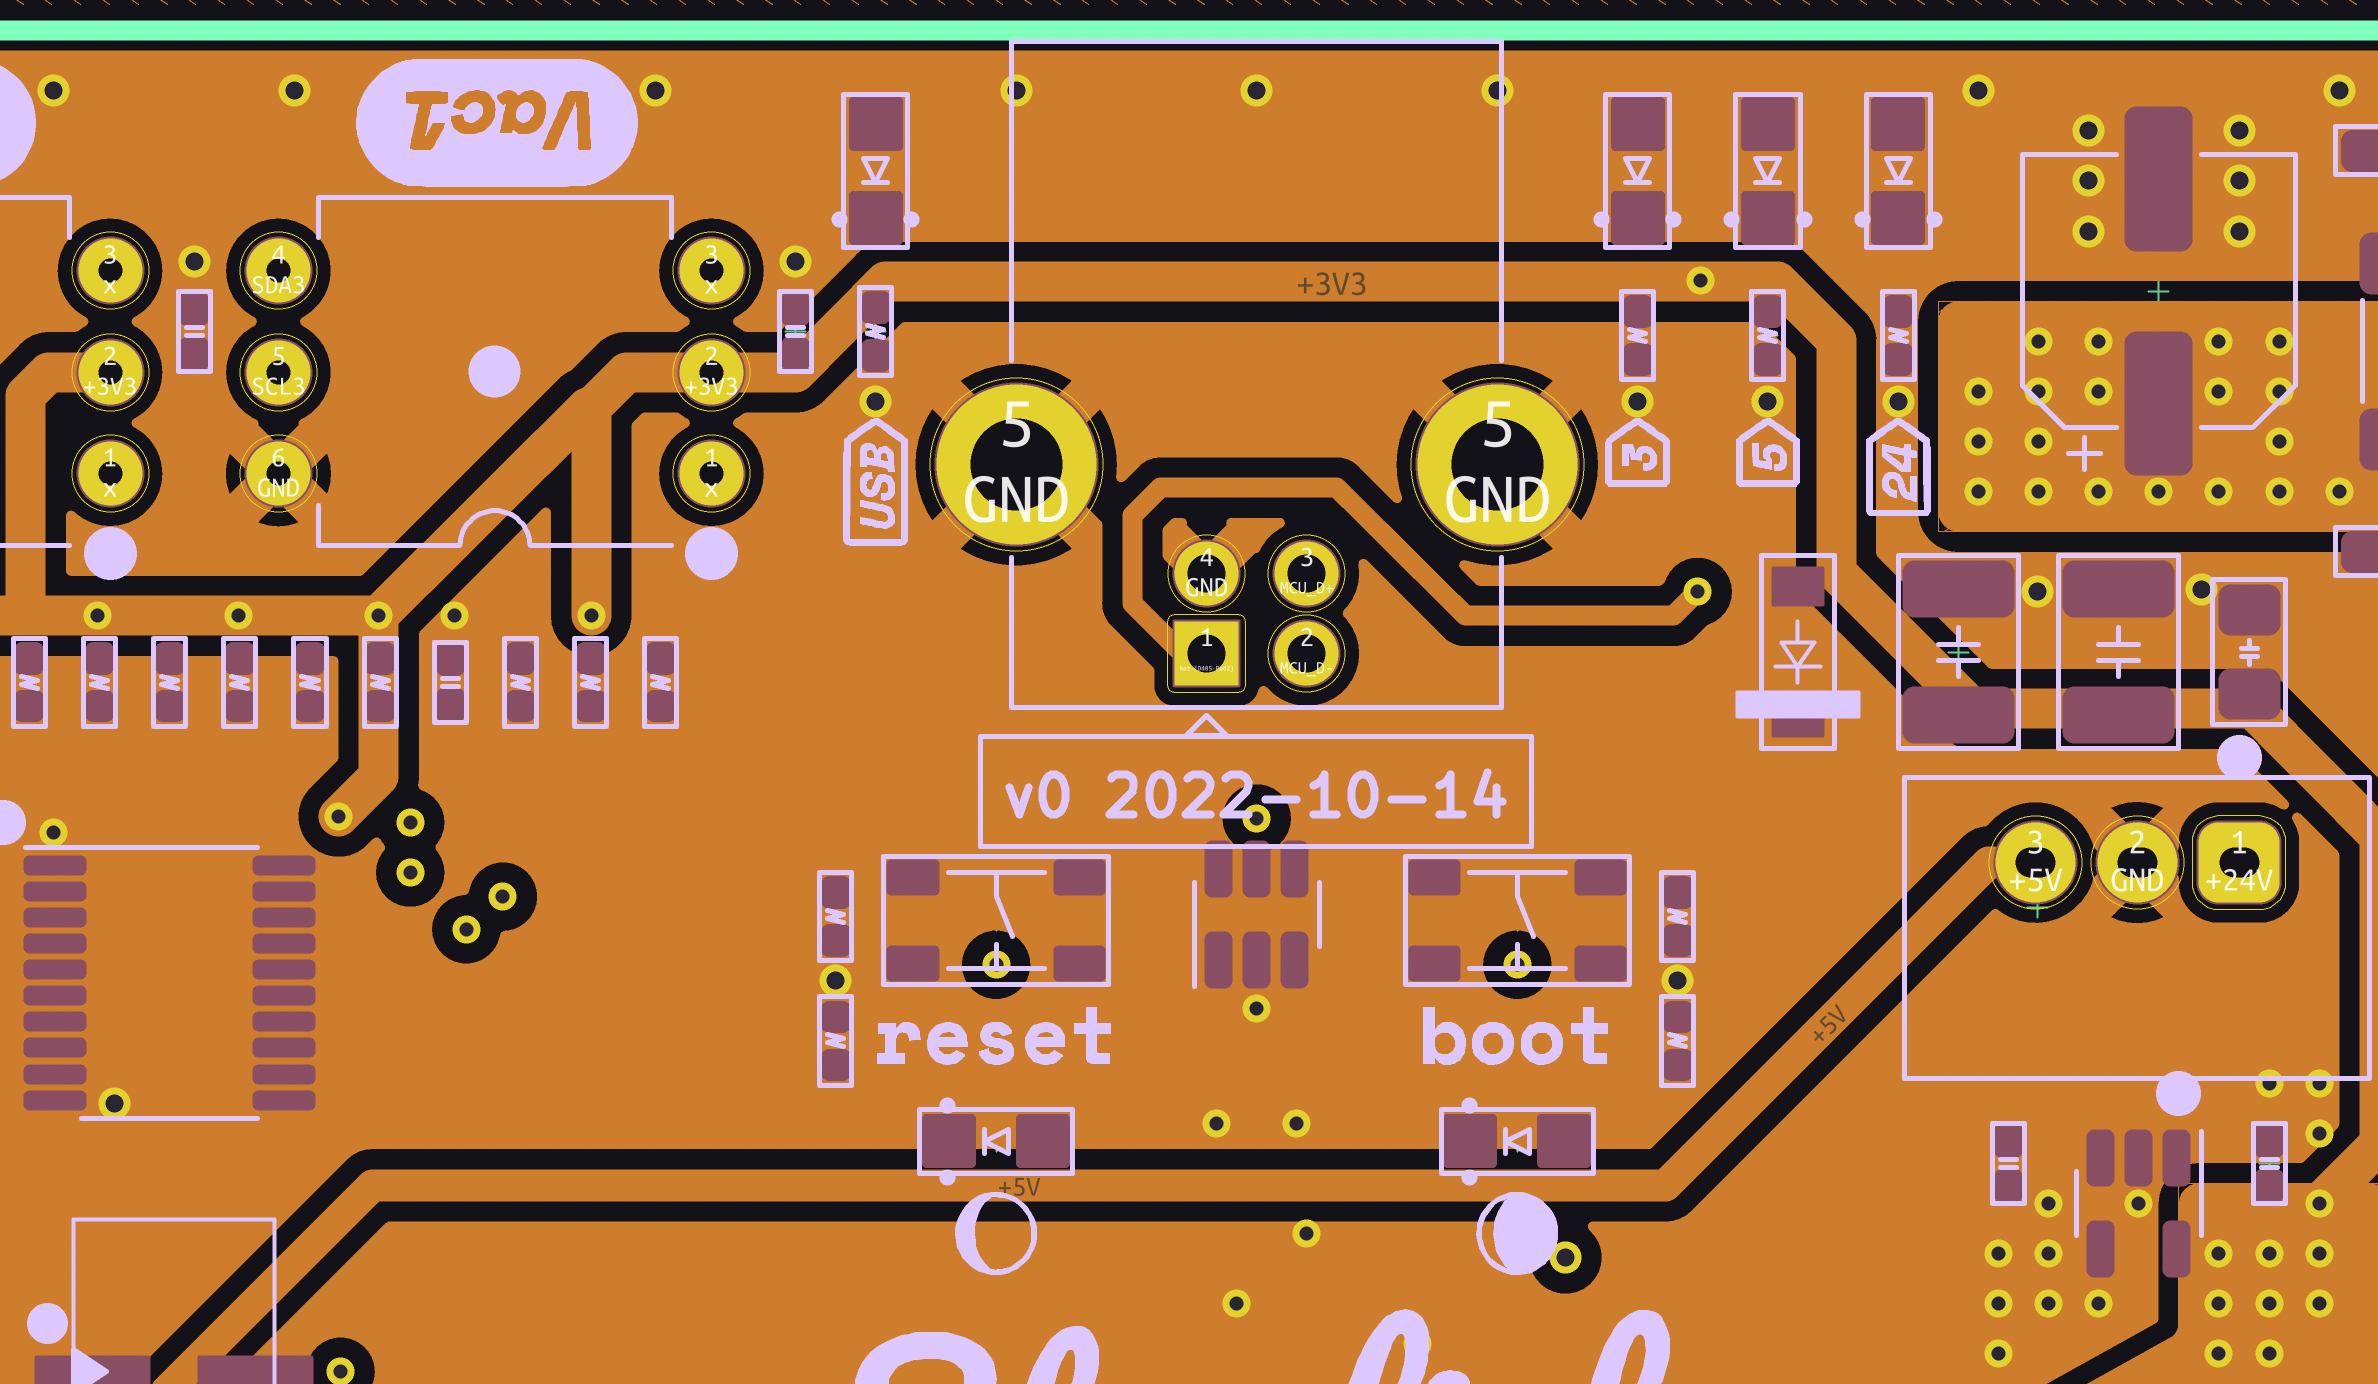 Vac1
3
x
4
SDA3
3
x
+3V3
2
+3V3
5
SCL3
2
+3V3
1
x
6
GND
1
x
USB
5
GND
5
GND
3
5
24
4
GND
3
MCU_D+
1
2
MCU_D-
v0 2022-10-14
3
+5V
2
GND
1
+24V
reset
boot
+5V
+5V